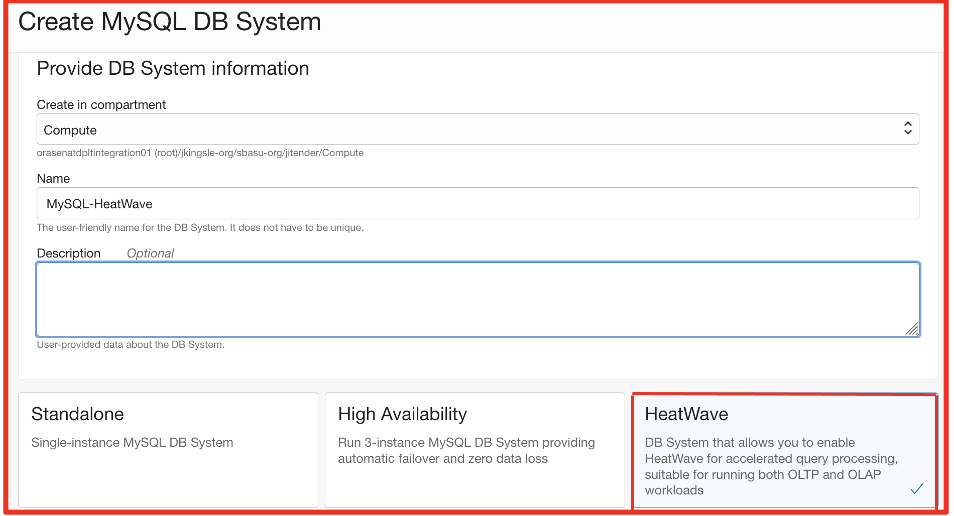 Create MySQL DB System
Provide DB System information
Create in compartment
Compute
orasenatdpltintegration01 (root)/jkingsle-org/sbasu-org/jitender/Compute
Name
MySQL-HeatWave
The user-friendly name for the DB System. It does not have to be unique.
Description Optional
User-provided data about the DB System.
Standalone
Single-instance MySQL DB System
High Availability
Run 3-instance MySQL DB System providing
automatic failover and zero data loss
HeatWave
DB System that allows you to enable
HeatWave for accelerated query processing,
suitable for running both OLTP and OLAP
workloads